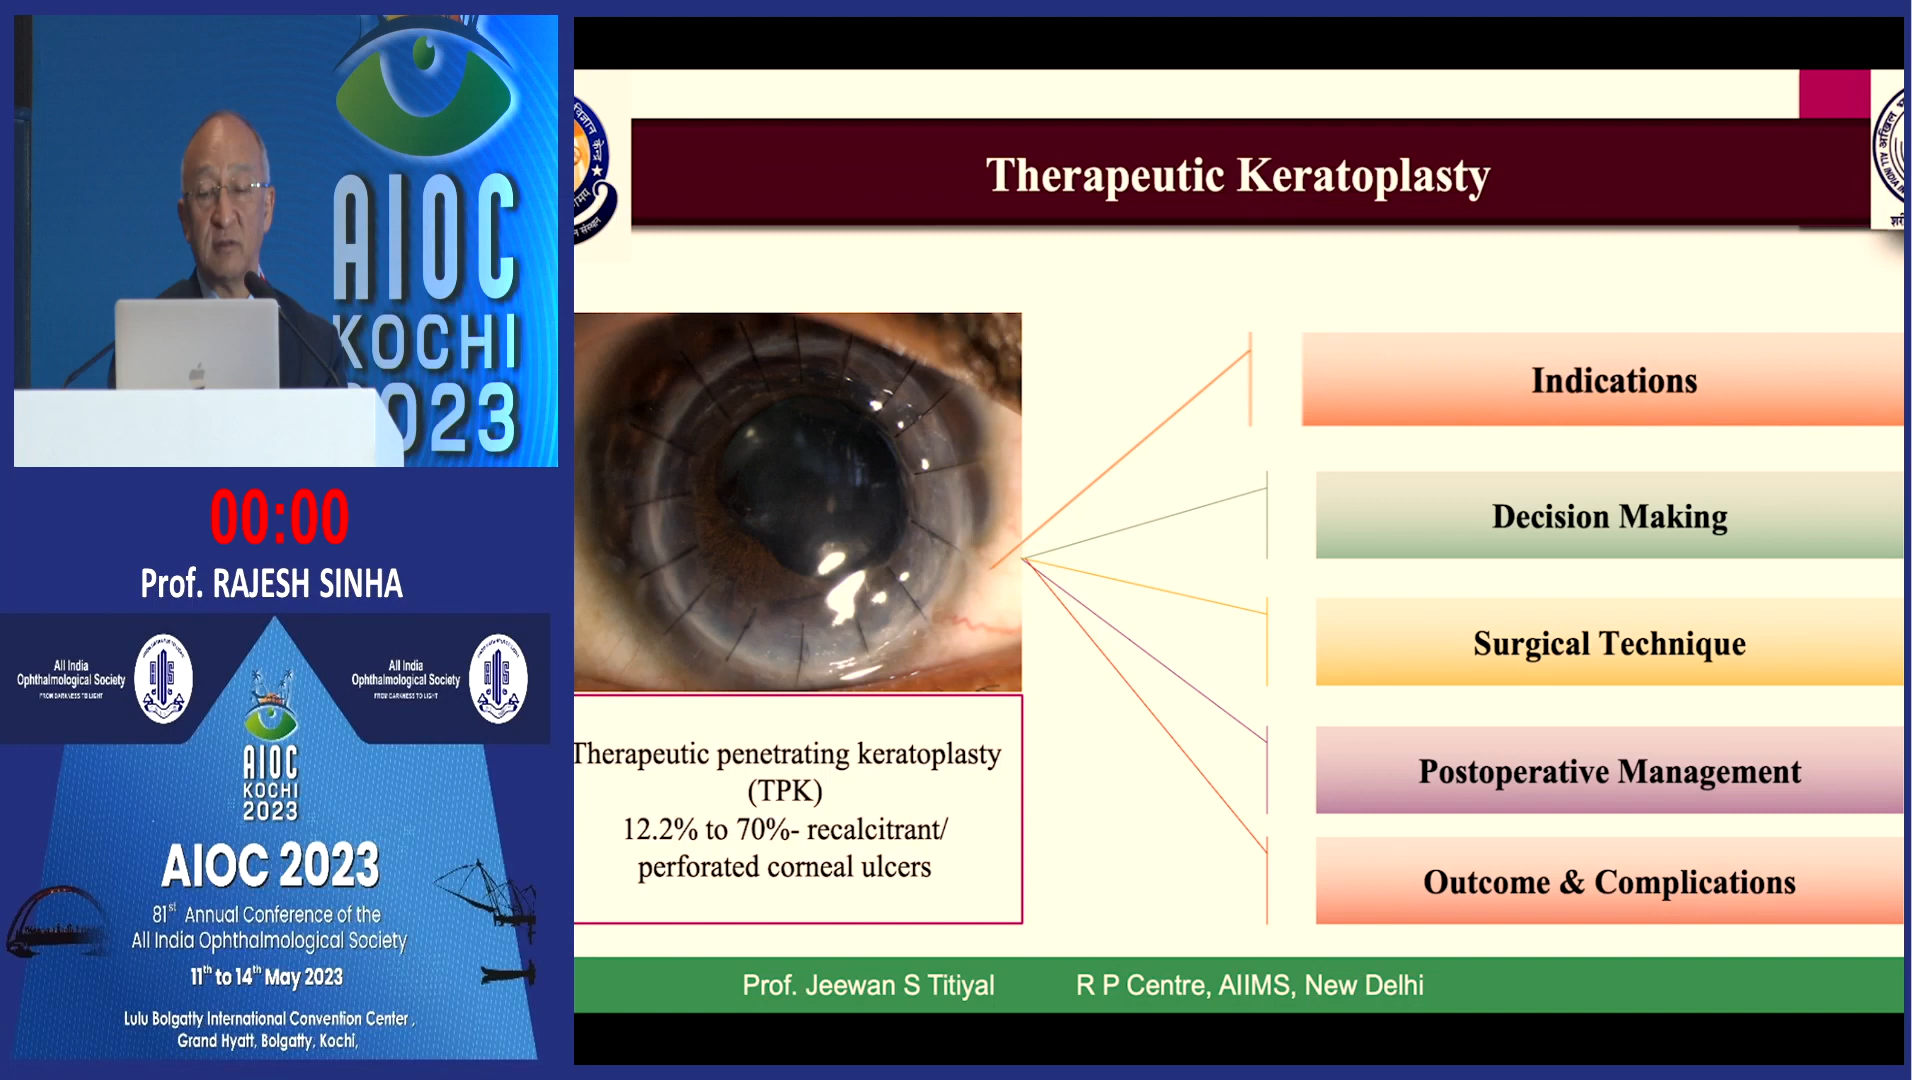 AIOC
KOCHI
2023
00:00
Prof. RAJESH SINHA
All India
Ophthalmological Society
FROM DARKNESS TO LIGHT
All India
Ophthalmological Society
FROM DARKNESS TO LIGHT
AIOC
KOCHI
2023
AIOC 2023
81st Annual Conference of the
All India Ophthalmological Society
11th to 14th May 2023
Lulu Bolgatty International Convention Center ,
Grand Hyatt, Bolgatty, Kochi,
Therapeutic Keratoplasty
Indications
Decision Making
Surgical Technique
Postoperative Management
Outcome & Complications
Therapeutic penetrating keratoplasty
(TPK)
12.2% to 70%- recalcitrant/
perforated corneal ulcers
Prof. Jeewan S Titiyal R P Centre, AIIMS, New Delhi